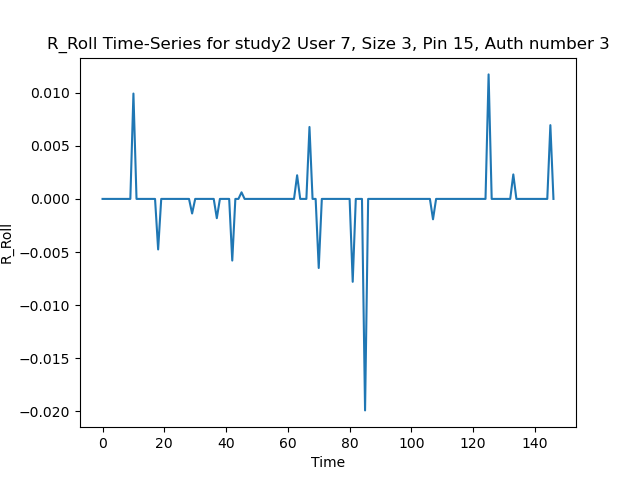 R_Roll Time-Series for study2 User 7, Size 3, Pin 15, Auth number 3
0.010
0.005
0.000
−0.005
−0.010
−0.015
−0.020
R_Roll
0 20 40 60 80 100 120 140
Time